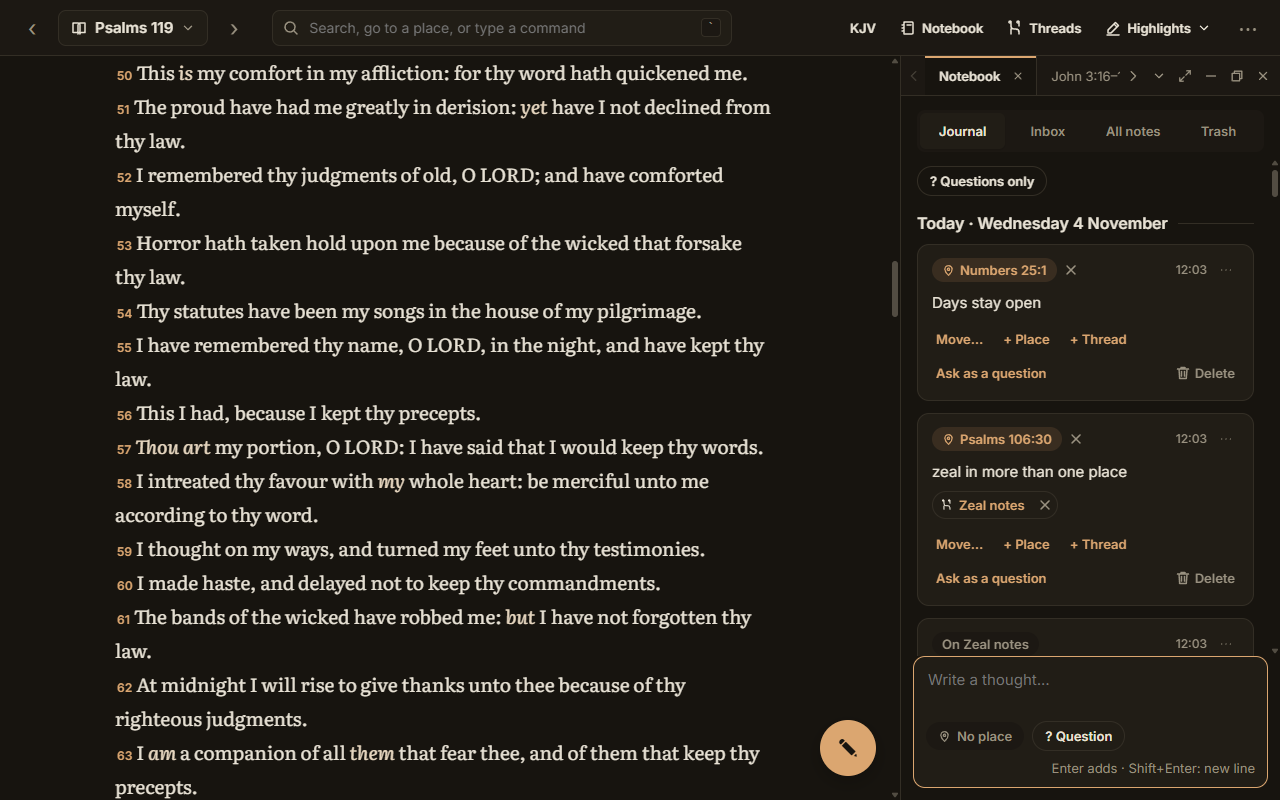 Psalms 119
Search, go to a place, or type a command
`
KJV
Notebook
Threads
Highlights
50 This is my comfort in my affliction: for thy word hath quickened me.
51 The proud have had me greatly in derision: yet have I not declined from
thy law.
52 I remembered thy judgments of old, O LORD; and have comforted
myself.
53 Horror hath taken hold upon me because of the wicked that forsake
thy law.
54 Thy statutes have been my songs in the house of my pilgrimage.
55 I have remembered thy name, O LORD, in the night, and have kept thy
law.
56 This I had, because I kept thy precepts.
57 Thou art my portion, O LORD: I have said that I would keep thy words.
58 I intreated thy favour with my whole heart: be merciful unto me
according to thy word.
59 I thought on my ways, and turned my feet unto thy testimonies.
60 I made haste, and delayed not to keep thy commandments.
61 The bands of the wicked have robbed me: but I have not forgotten thy
law.
62 At midnight I will rise to give thanks unto thee because of thy
righteous judgments.
63 I am a companion of all them that fear thee, and of them that keep thy
precepts.
Notebook
John 3:16–
Journal
Inbox
All notes
Trash
? Questions only
Today · Wednesday 4 November
Numbers 25:1
12:03
Days stay open
Move...
+ Place
+ Thread
Ask as a question
Delete
Psalms 106:30
12:03
zeal in more than one place
Zeal notes
Move...
+ Place
+ Thread
Ask as a question
Delete
On Zeal notes
12:03
Write a thought...
No place
? Question
Enter adds · Shift+Enter: new line